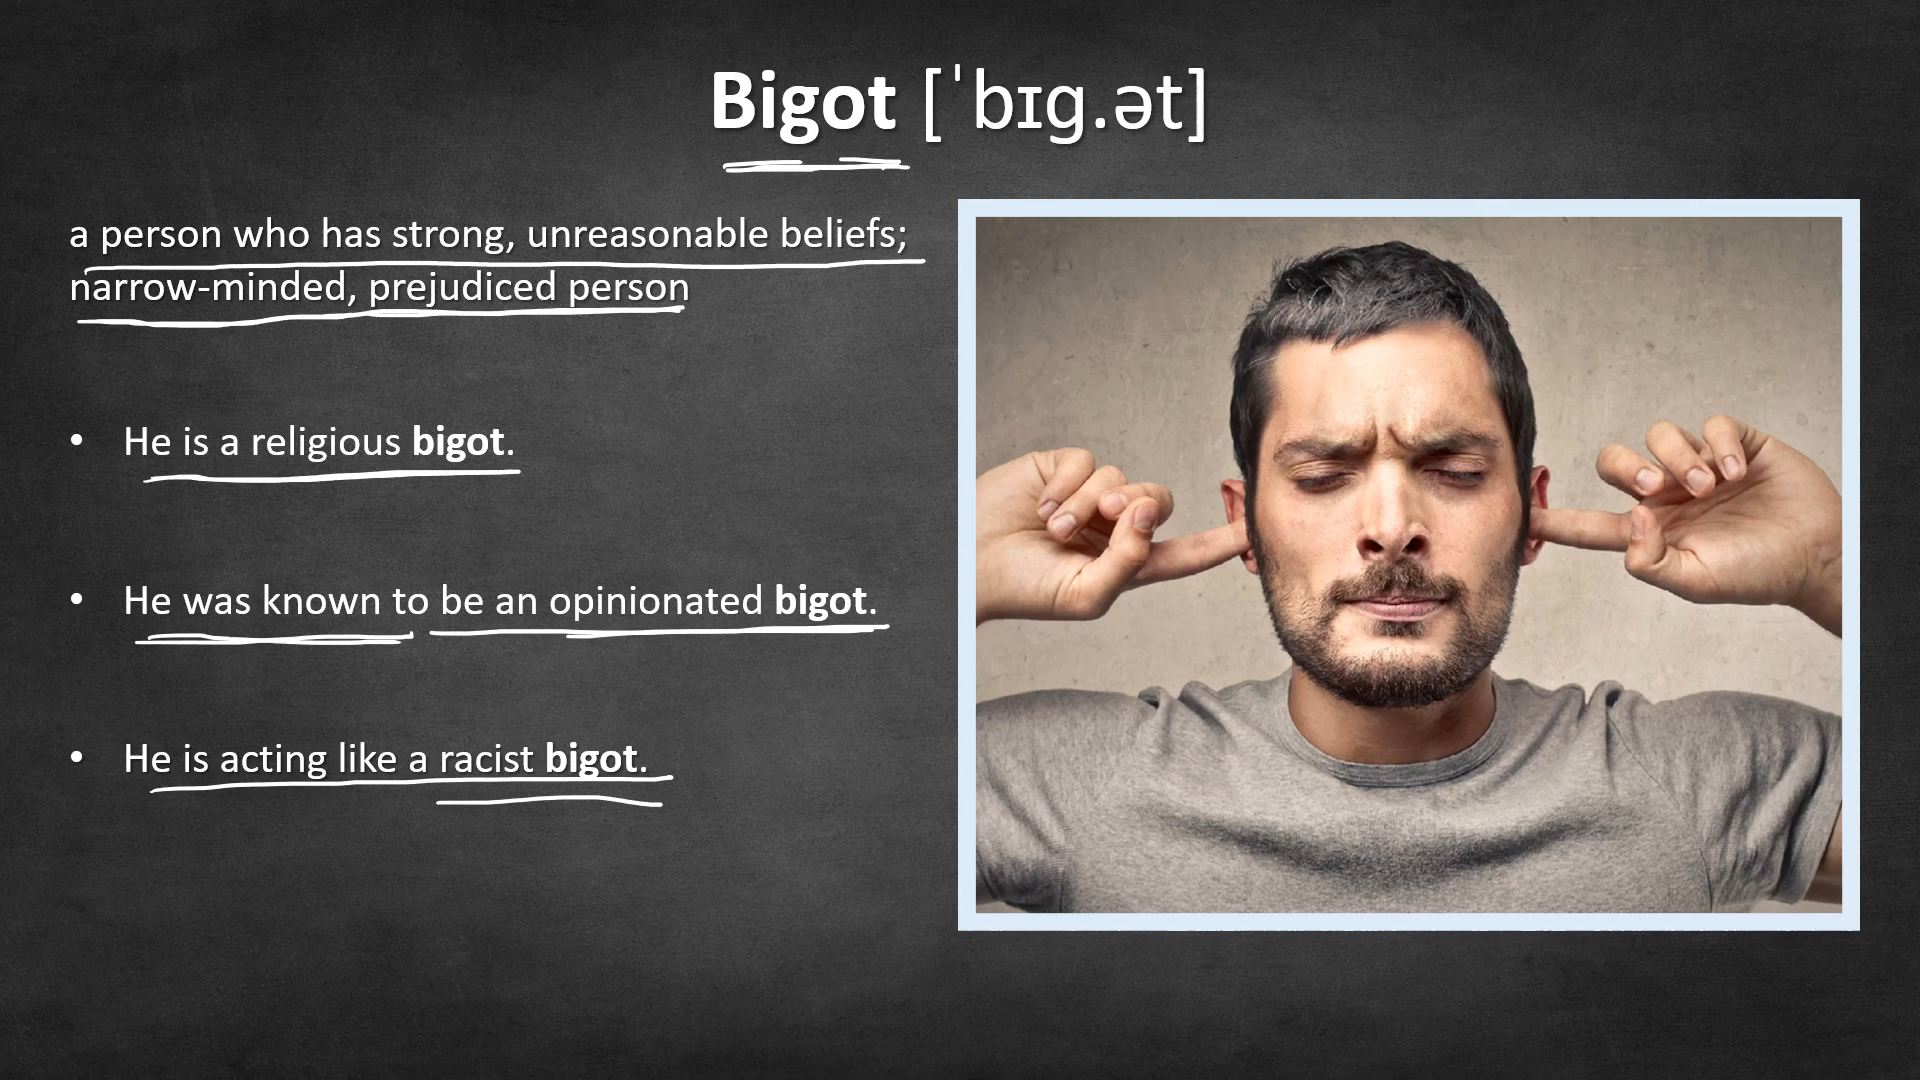 Bigot [ˈbɪg.ət]
a person who has strong, unreasonable beliefs;
narrow-minded, prejudiced person
• He is a religious bigot.
• He was known to be an opinionated bigot.
• He is acting like a racist bigot.